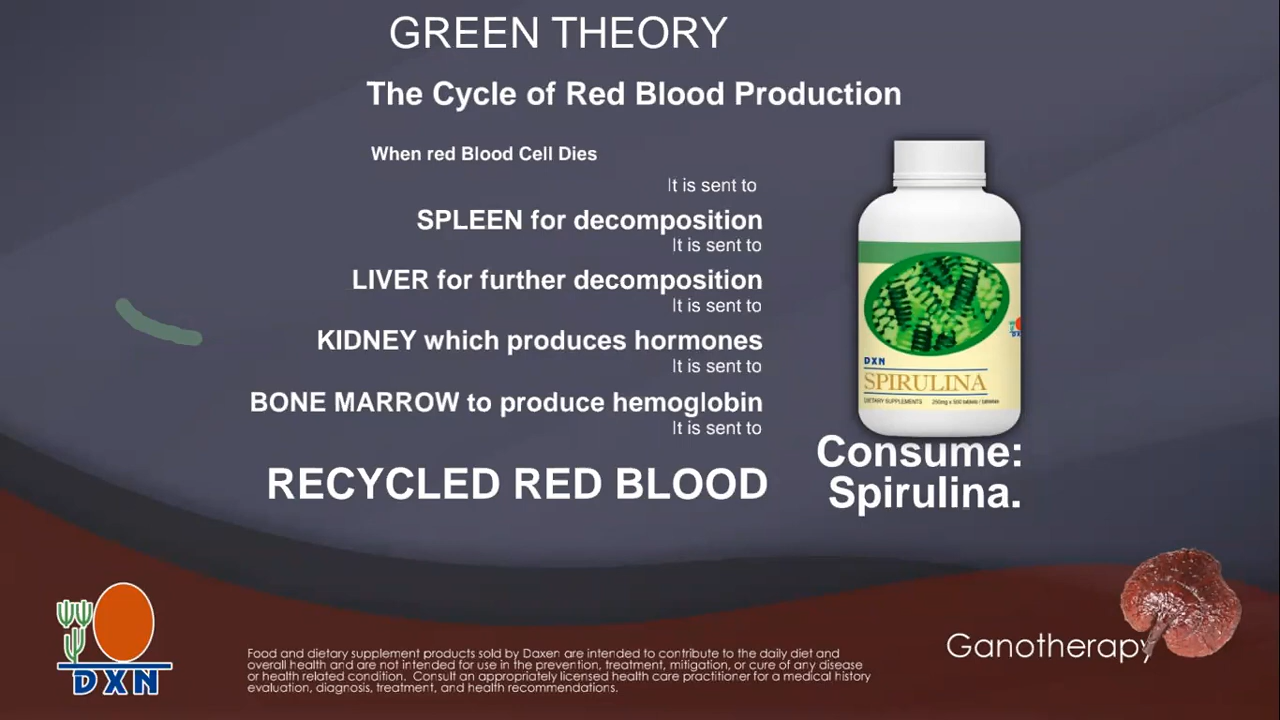 GREEN THEORY
The Cycle of Red Blood Production
When red Blood Cell Dies
It is sent to
SPLEEN for decomposition
It is sent to
LIVER for further decomposition
It is sent to
KIDNEY which produces hormones
It is sent to
BONE MARROW to produce hemoglobin
It is sent to
RECYCLED RED BLOOD
DXN
SPIRULINA
DIETARY SUPPLEMENTS 250mg x 500 tablets / tabletas
Consume:
Spirulina.
DXN
Food and dietary supplement products sold by Daxen are intended to contribute to the daily diet and
overall health and are not intended for use in the prevention, treatment, mitigation, or cure of any disease
or health related condition. Consult an appropriately licensed health care practitioner for a medical history
evaluation, diagnosis, treatment, and health recommendations.
Ganotherapy